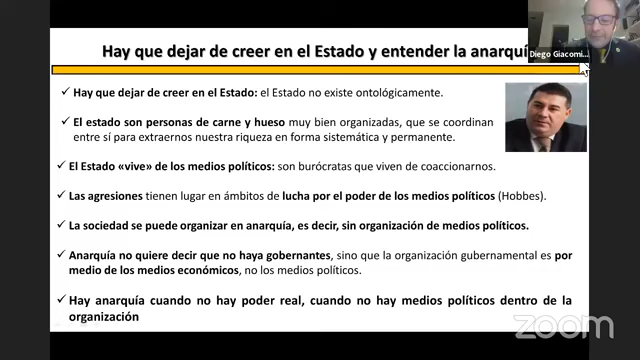 Diego Giacomi...
Hay que dejar de creer en el Estado y entender la anarquí
✓ Hay que dejar de creer en el Estado: el Estado no existe ontológicamente.
✓ El estado son personas de carne y hueso muy bien organizadas, que se coordinan
entre sí para extraernos nuestra riqueza en forma sistemática y permanente.
✓ El Estado «vive» de los medios políticos: son burócratas que viven de coaccionarnos.
✓ Las agresiones tienen lugar en ámbitos de lucha por el poder de los medios políticos (Hobbes).
✓ La sociedad se puede organizar en anarquía, es decir, sin organización de medios políticos.
✓ Anarquía no quiere decir que no haya gobernantes, sino que la organización gubernamental es por
medio de los medios económicos, no los medios políticos.
✓ Hay anarquía cuando no hay poder real, cuando no hay medios políticos dentro de la
organización
zoom